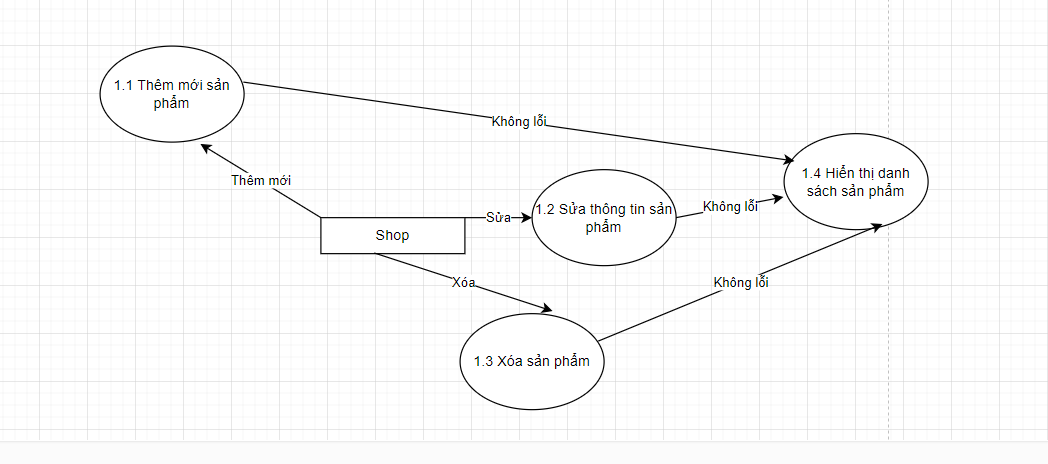 1.1 Thêm mới sản
phẩm
Không lỗi
1.4 Hiển thị danh
sách sản phẩm
Thêm mới
1.2 Sửa thông tin sản
phẩm
Sửa
Không lỗi
Shop
Xóa
Không lỗi
1.3 Xóa sản phẩm